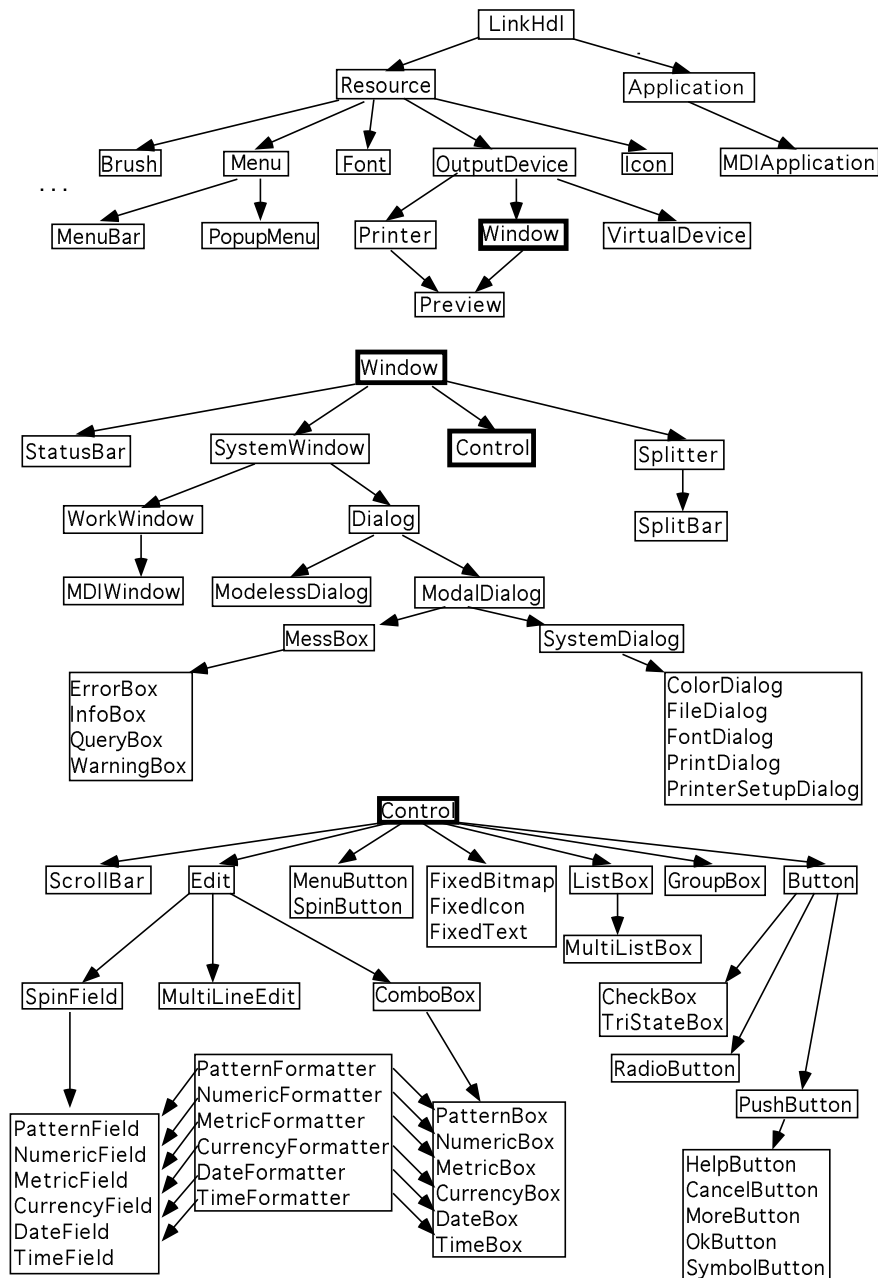 LinkHdl
Resource
Application
Brush
Menu
Font
OutputDevice
Icon
MDIApplication
...
MenuBar
PopupMenu
Printer
Window
VirtualDevice
Preview
Window
StatusBar
SystemWindow
Control
Splitter
WorkWindow
Dialog
SplitBar
MDIWindow
ModelessDialog
ModalDialog
MessBox
SystemDialog
ErrorBox
InfoBox
QueryBox
WarningBox
ColorDialog
FileDialog
FontDialog
PrintDialog
PrinterSetupDialog
Control
ScrollBar
Edit
MenuButton
SpinButton
FixedBitmap
FixedIcon
FixedText
ListBox
GroupBox
Button
MultiListBox
SpinField
MultiLineEdit
ComboBox
CheckBox
TriStateBox
RadioButton
PushButton
PatternFormatter
NumericFormatter
MetricFormatter
CurrencyFormatter
DateFormatter
TimeFormatter
PatternField
NumericField
MetricField
CurrencyField
DateField
TimeField
PatternBox
NumericBox
MetricBox
CurrencyBox
DateBox
TimeBox
HelpButton
CancelButton
MoreButton
OkButton
SymbolButton